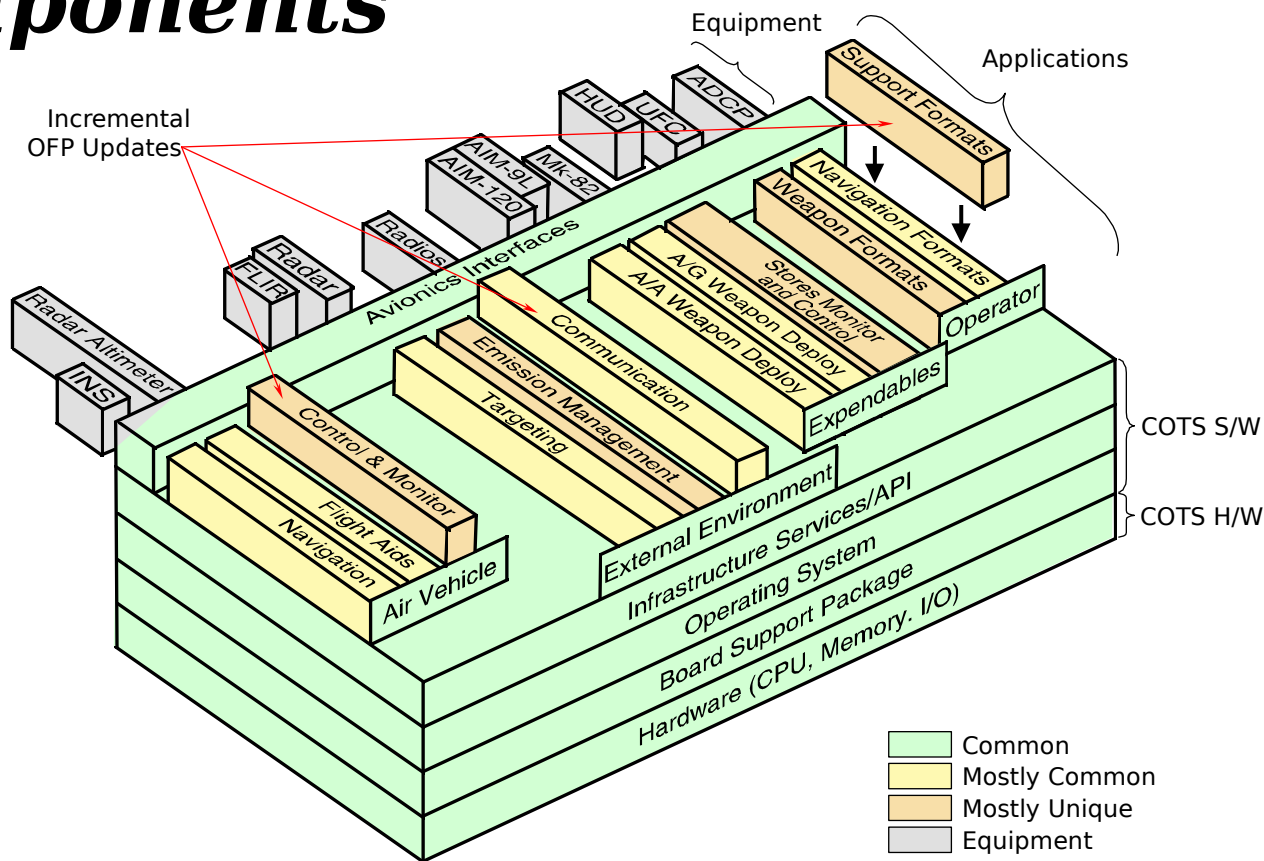 mponents
Equipment
Applications
Incremental
OFP Updates
Support Formats
ADCP
UFC
HUD
Mk-82
AIM-9L
AIM-120
Radios
Radar
FLIR
Radar Altimeter
INS
Avionics Interfaces
Navigation Formats
Weapon Formats
Operator
Stores Monitor
and Control
A/G Weapon Deploy
A/A Weapon Deploy
Expendables
Communication
Emission Management
Targeting
External Environment
Control & Monitor
Flight Aids
Navigation
Air Vehicle
Infrastructure Services/API
Operating System
Board Support Package
Hardware (CPU, Memory. I/O)
COTS S/W
COTS H/W
Common
Mostly Common
Mostly Unique
Equipment